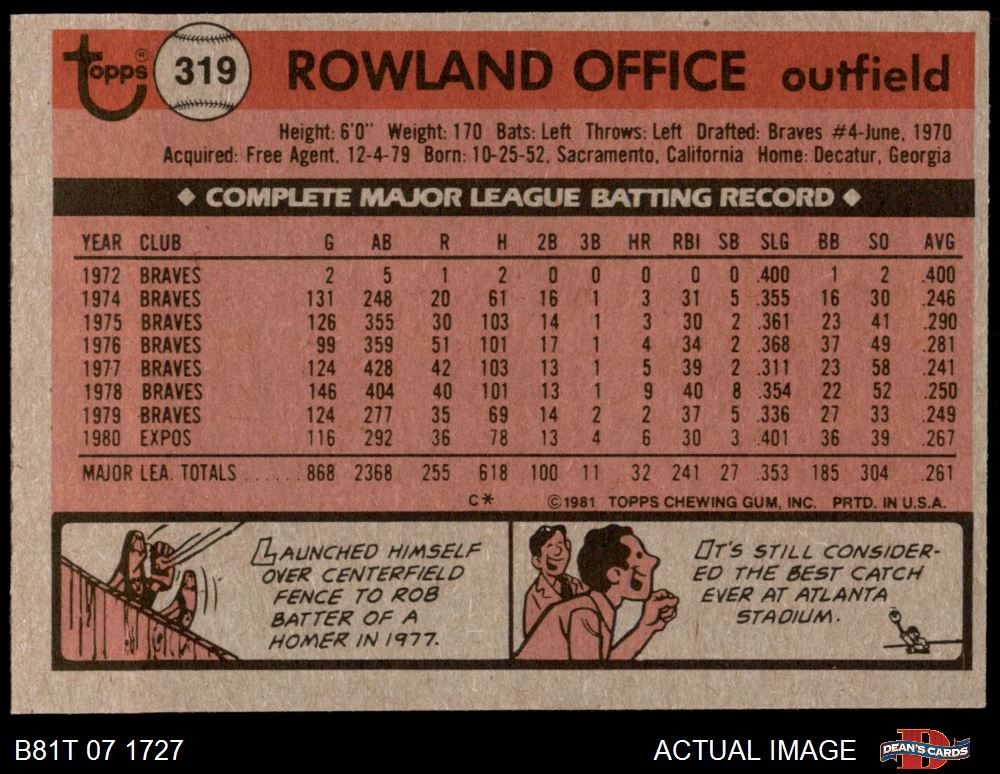 topps® 319 ROWLAND OFFICE outfield
Height: 6'0" Weight: 170 Bats: Left Throws: Left Drafted: Braves #4-June, 1970
Acquired: Free Agent, 12-4-79 Born: 10-25-52, Sacramento, California Home: Decatur, Georgia
◆ COMPLETE MAJOR LEAGUE BATTING RECORD ◆
YEAR CLUB G AB R H 2B 3B HR RBI SB SLG BB SO AVG
1972 BRAVES 2 5 1 2 0 0 0 0 0 .400 1 2 .400
1974 BRAVES 131 248 20 61 16 1 3 31 5 .355 16 30 .246
1975 BRAVES 126 355 30 103 14 1 3 30 2 .361 23 41 .290
1976 BRAVES 99 359 51 101 17 1 4 34 2 .368 37 49 .281
1977 BRAVES 124 428 42 103 13 1 5 39 2 .311 23 58 .241
1978 BRAVES 146 404 40 101 13 1 9 40 8 .354 22 52 .250
1979 BRAVES 124 277 35 69 14 2 2 37 5 .336 27 33 .249
1980 EXPOS 116 292 36 78 13 4 6 30 3 .401 36 39 .267
MAJOR LEA. TOTALS ...... 868 2368 255 618 100 11 32 241 27 .353 185 304 .261
C* ©1981 TOPPS CHEWING GUM, INC. PRTD. IN U.S.A.
LAUNCHED HIMSELF
OVER CENTERFIELD
FENCE TO ROB
BATTER OF A
HOMER IN 1977.
IT'S STILL CONSIDER-
ED THE BEST CATCH
EVER AT ATLANTA
STADIUM.
B81T 07 1727 ACTUAL IMAGE DEAN'S CARDS